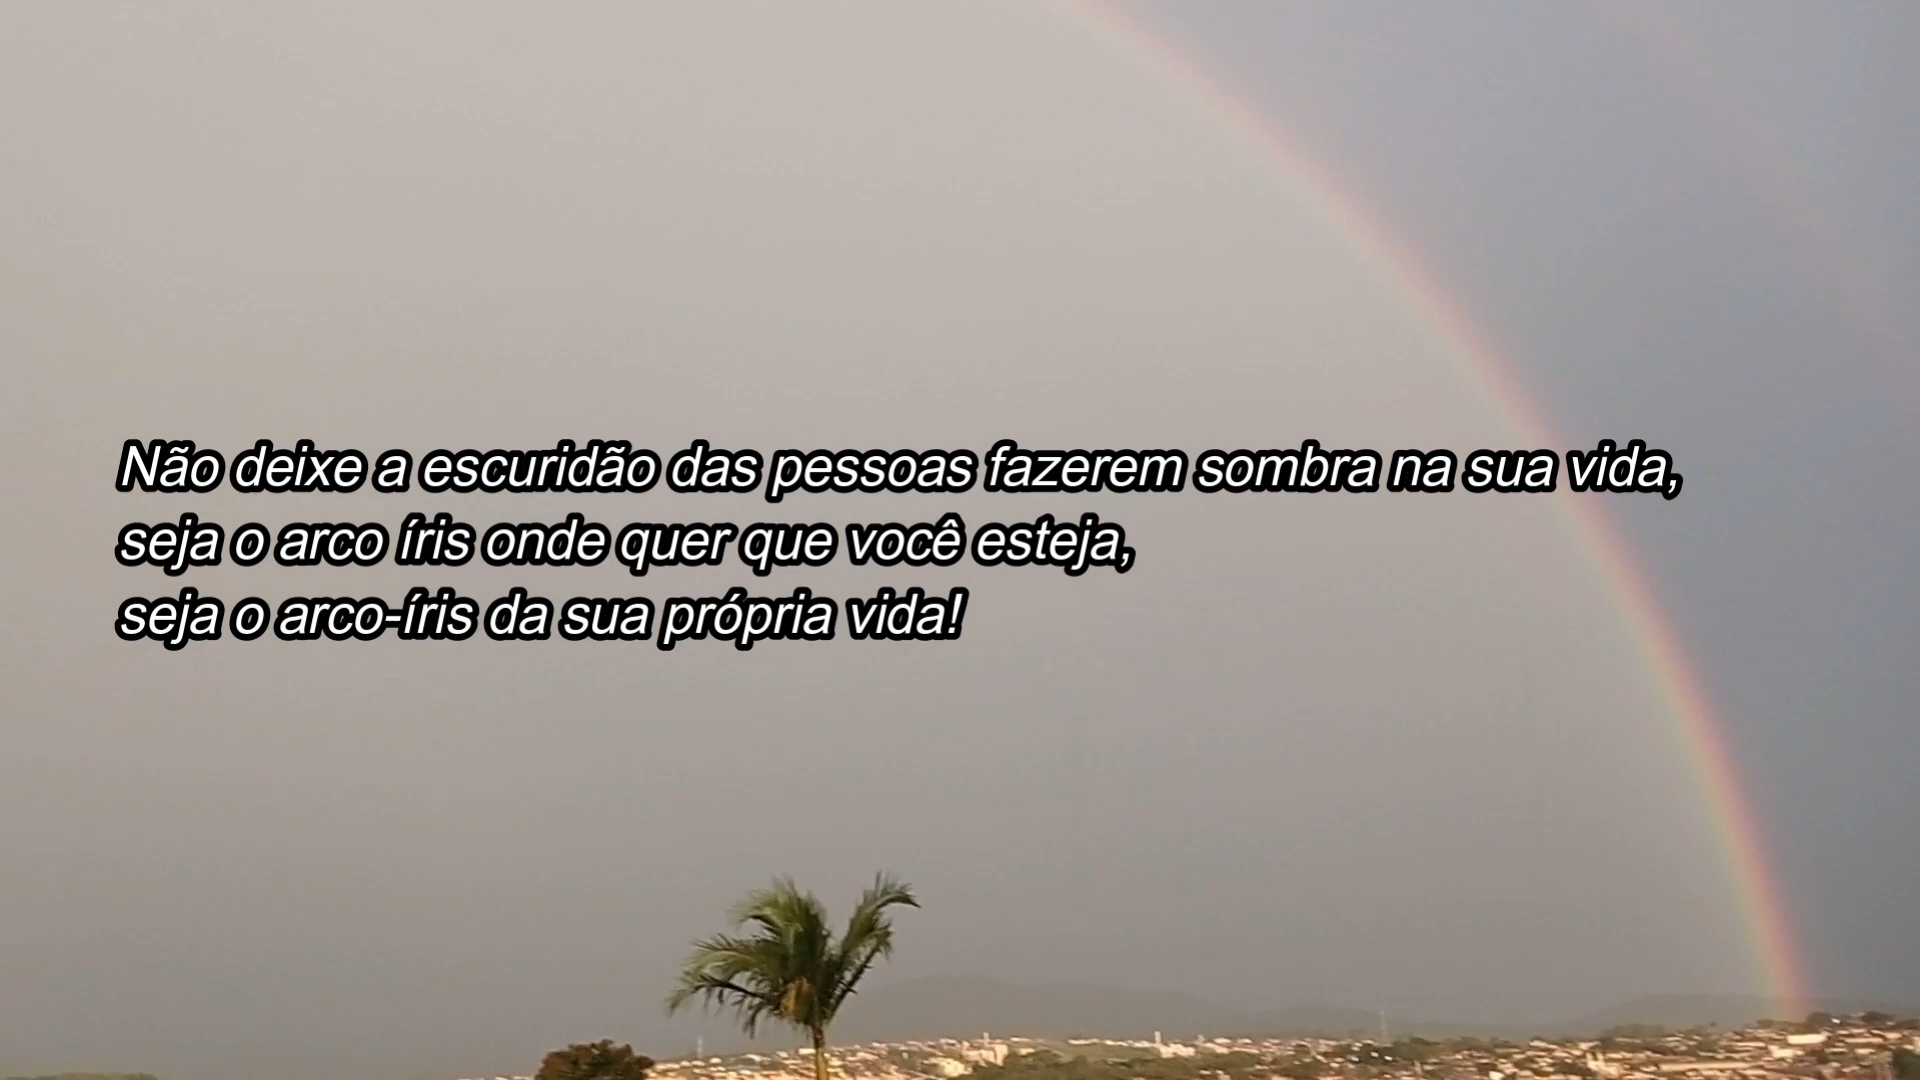 Não deixe a escuridão das pessoas fazerem sombra na sua vida,
seja o arco íris onde quer que você esteja,
seja o arco-íris da sua própria vida!